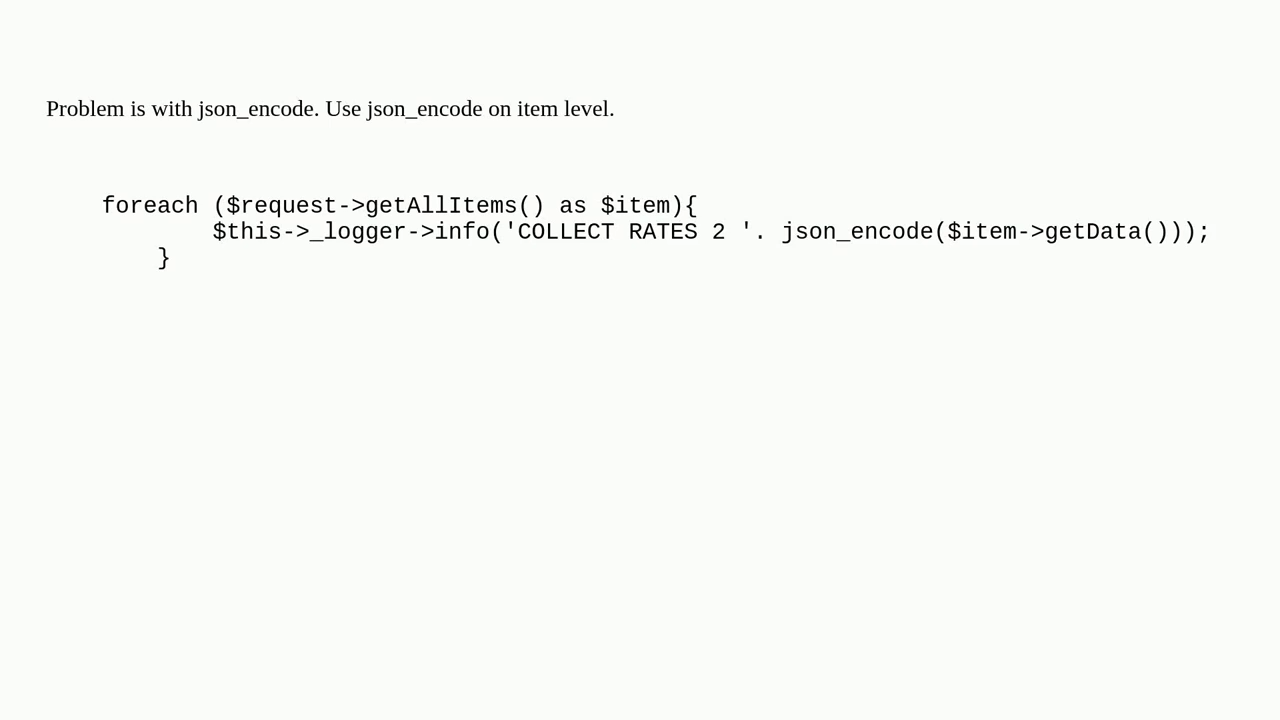 Problem is with json_encode. Use json_encode on item level.
foreach ($request->getAllItems() as $item){
$this->_logger->info('COLLECT RATES 2 '. json_encode($item->getData()));
}